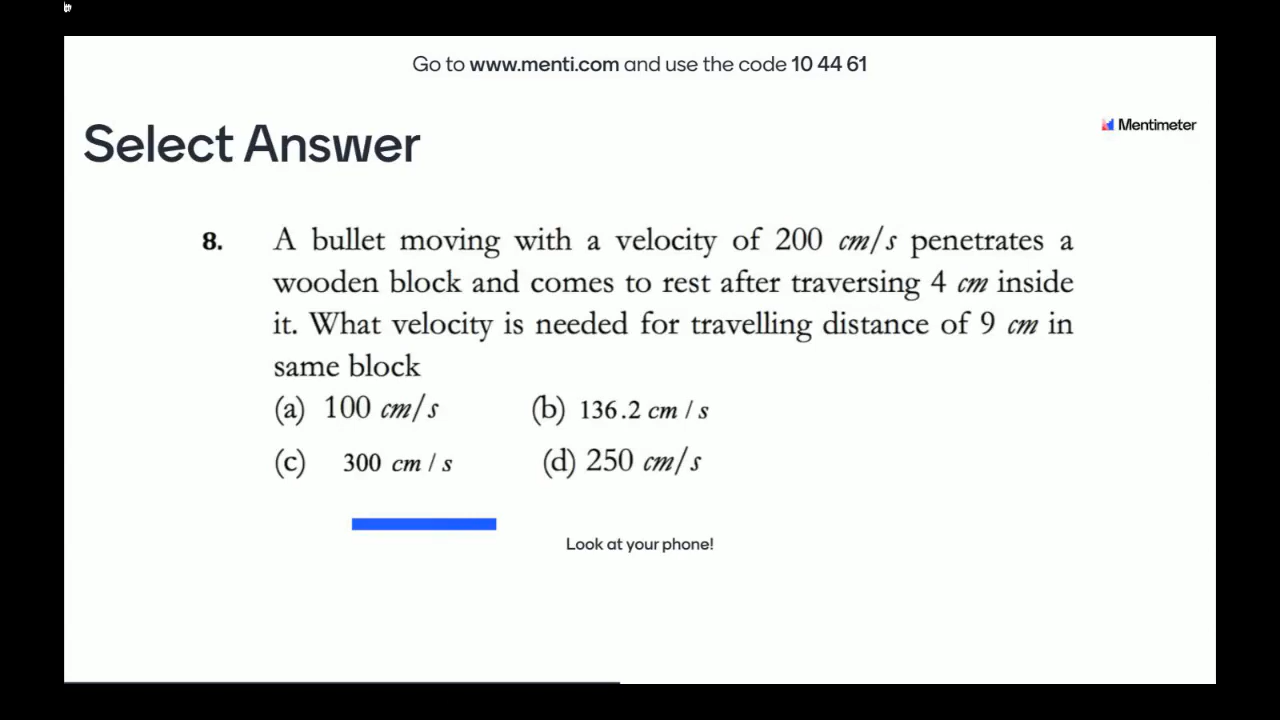 Go to www.menti.com and use the code 10 44 61
Mentimeter
Select Answer
8. A bullet moving with a velocity of 200 cm/s penetrates a
wooden block and comes to rest after traversing 4 cm inside
it. What velocity is needed for travelling distance of 9 cm in
same block
(a) 100 cm/s (b) 136.2 cm / s
(c) 300 cm / s (d) 250 cm/s
Look at your phone!